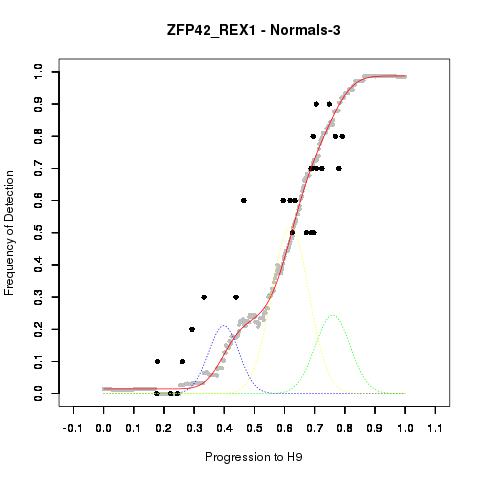 ZFP42_REX1 - Normals-3
Frequency of Detection
1.0
0.9
0.8
0.7
0.6
0.5
0.4
0.3
0.2
0.1
0.0
-0.1 0.0 0.1 0.2 0.3 0.4 0.5 0.6 0.7 0.8 0.9 1.0 1.1
Progression to H9